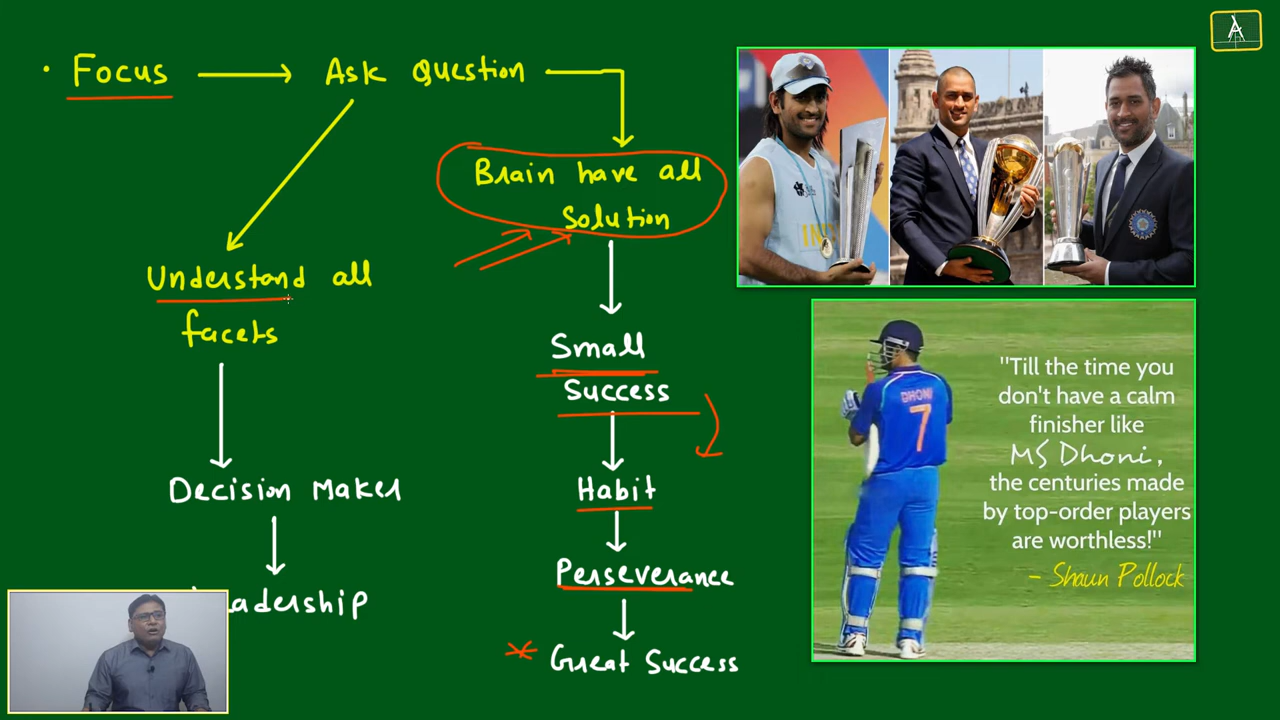 • Focus → Ask Question
Brain have all
Solution
Understand all
facets
Small
Success
Decision Maker
Habit
Perseverance
Leadership
Great Success
DHONI
7
"Till the time you
don't have a calm
finisher like
MS Dhoni,
the centuries made
by top-order players
are worthless!"
- Shaun Pollock
A